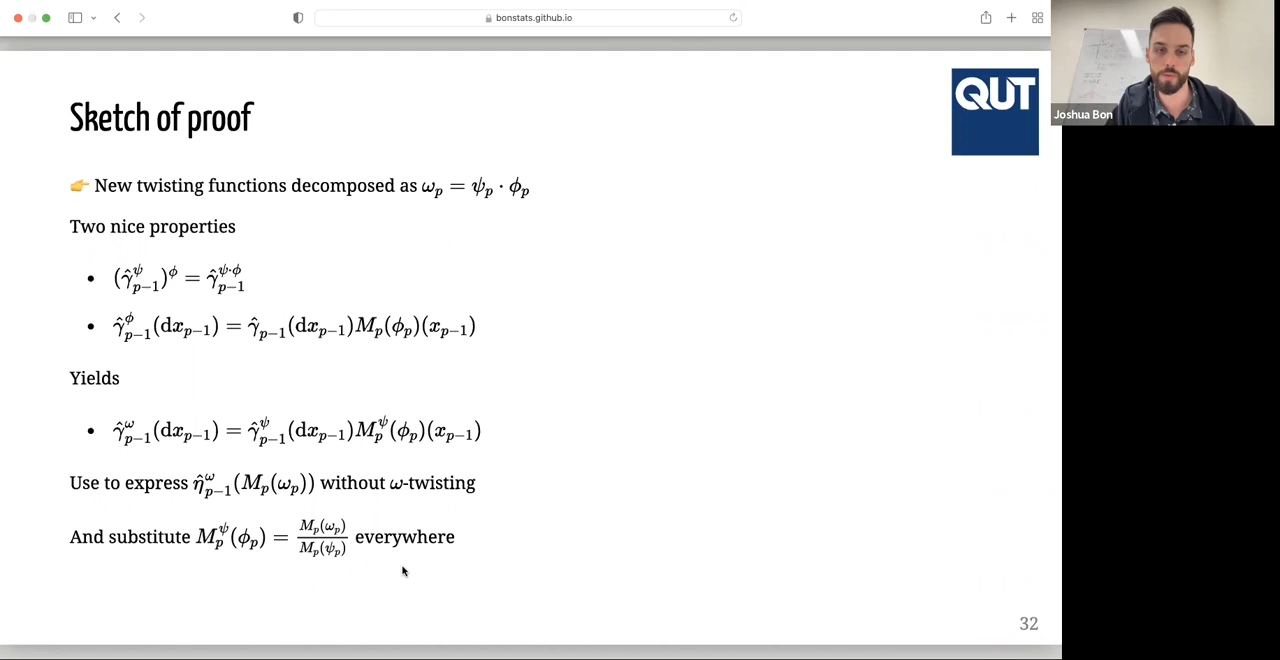 bonstats.github.io
Sketch of proof
QUT
Joshua Bon
👉 New twisting functions decomposed as ωₚ = ψₚ · ϕₚ
Two nice properties
• (γ̂^ψ_{p−1})^ϕ = γ̂^{ψ·ϕ}_{p−1}
• γ̂^ϕ_{p−1}(dx_{p−1}) = γ̂_{p−1}(dx_{p−1})M_p(ϕ_p)(x_{p−1})
Yields
• γ̂^ω_{p−1}(dx_{p−1}) = γ̂^ψ_{p−1}(dx_{p−1})M^ψ_p(ϕ_p)(x_{p−1})
Use to express η̂^ω_{p−1}(M_p(ω_p)) without ω-twisting
And substitute M^ψ_p(ϕ_p) = M_p(ω_p)/M_p(ψ_p) everywhere
32